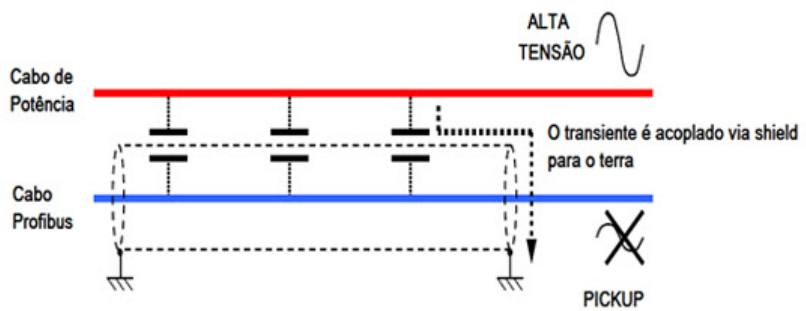 ALTA
TENSÃO
Cabo de
Potência
O transiente é acoplado via shield
para o terra
Cabo
Profibus
PICKUP